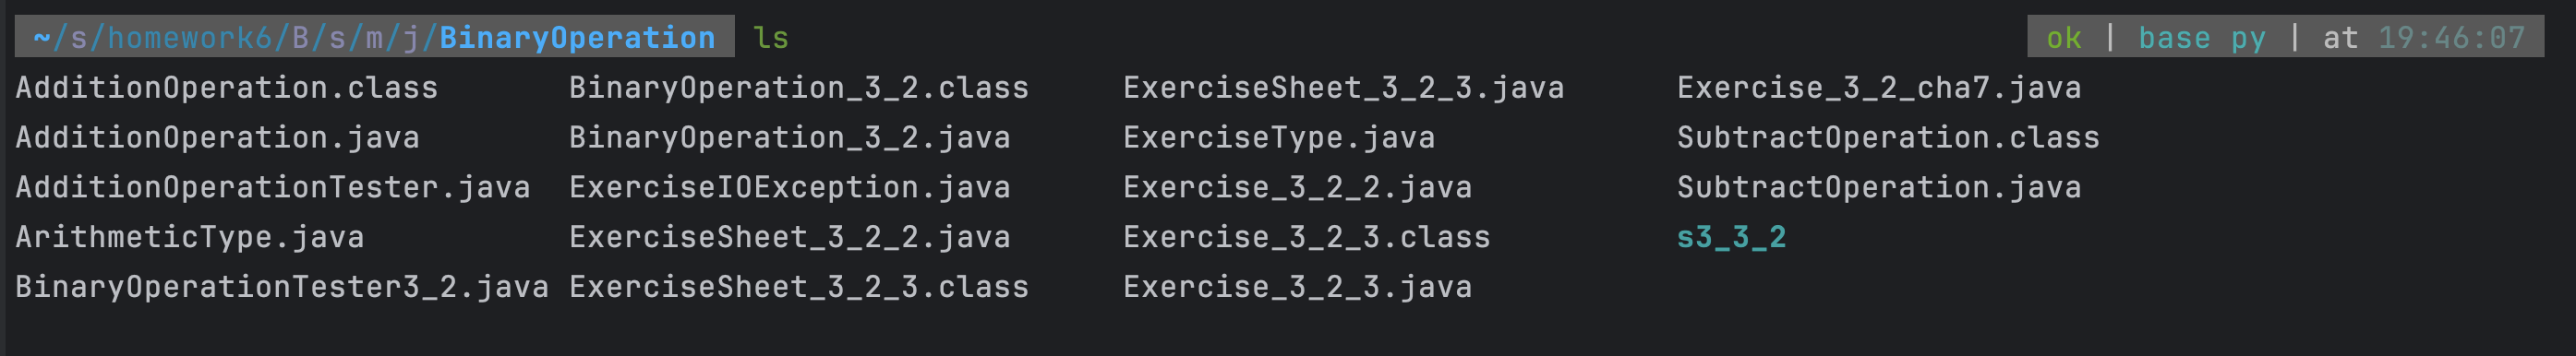 ~/s/homework6/B/s/m/j/BinaryOperation ls ok | base py | at 19:46:07
AdditionOperation.class BinaryOperation_3_2.class ExerciseSheet_3_2_3.java Exercise_3_2_cha7.java
AdditionOperation.java BinaryOperation_3_2.java ExerciseType.java SubtractOperation.class
AdditionOperationTester.java ExerciseIOException.java Exercise_3_2_2.java SubtractOperation.java
ArithmeticType.java ExerciseSheet_3_2_2.java Exercise_3_2_3.class s3_3_2
BinaryOperationTester3_2.java ExerciseSheet_3_2_3.class Exercise_3_2_3.java